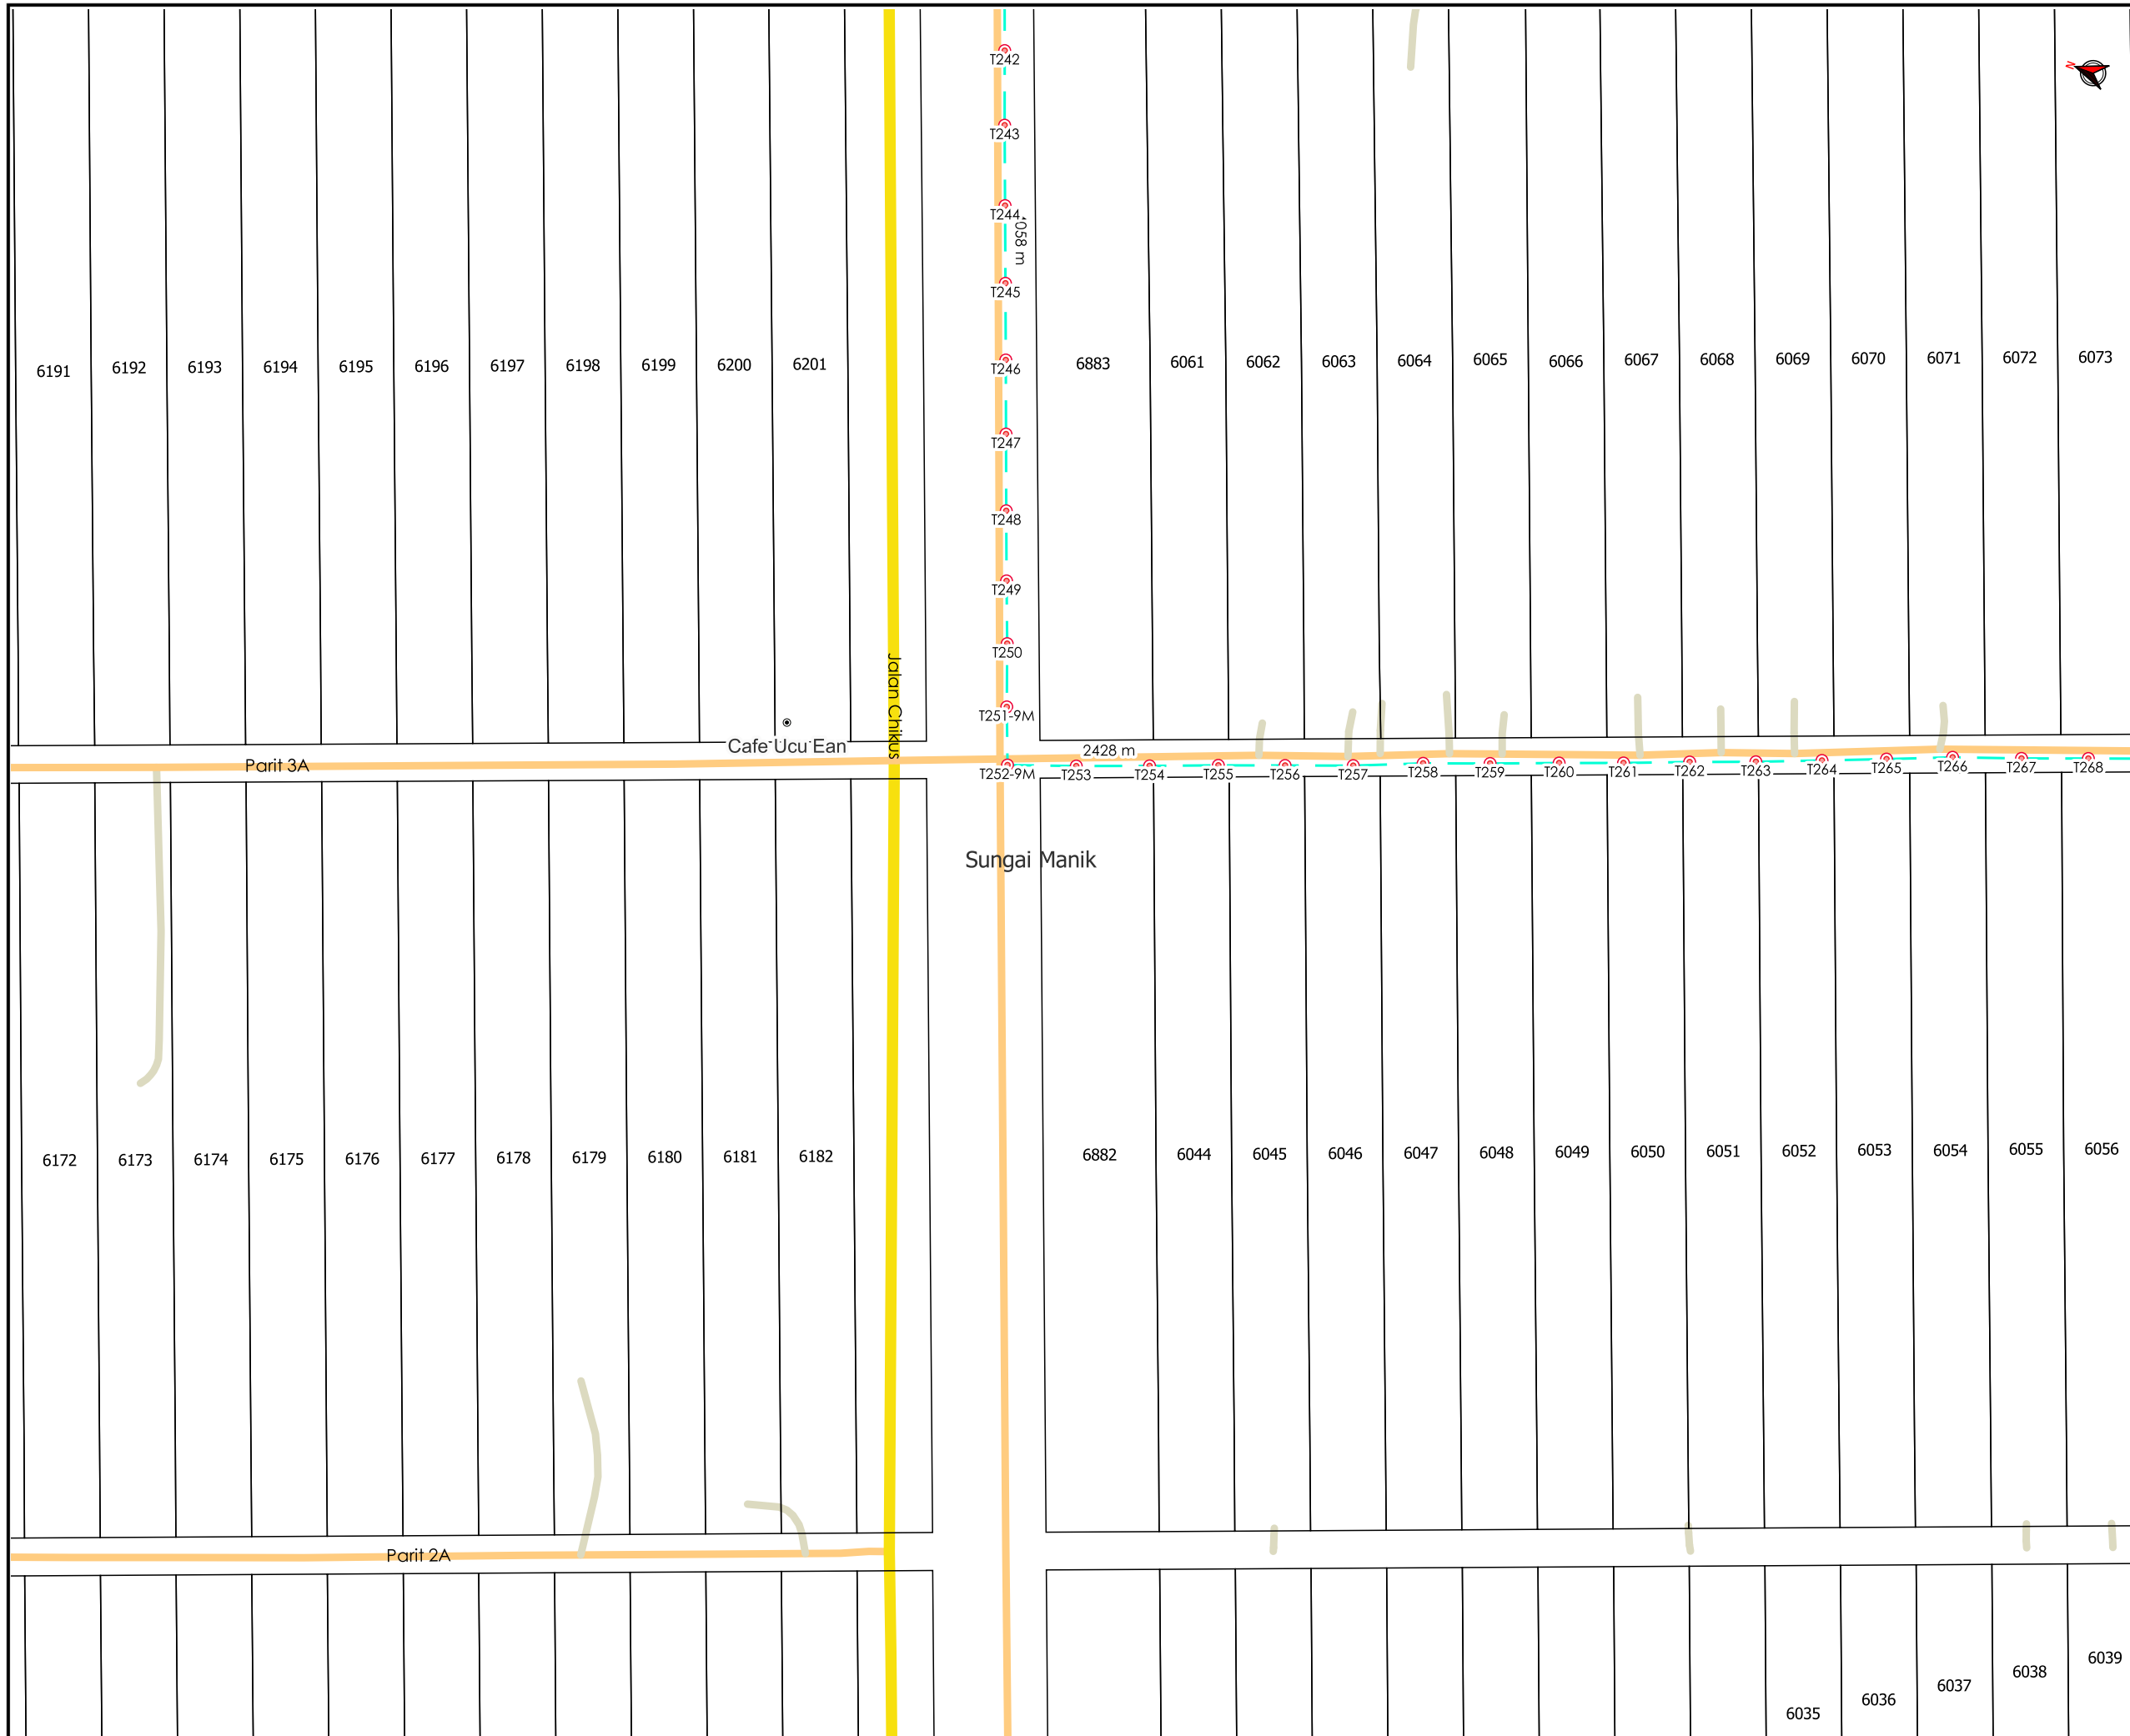 N
T242
T243
T244
4058 m
T245
T246
T247
T248
T249
T250
T251-9M
6191
6192
6193
6194
6195
6196
6197
6198
6199
6200
6201
6883
6061
6062
6063
6064
6065
6066
6067
6068
6069
6070
6071
6072
6073
Jalan Chikus
Cafe Ucu Ean
2428 m
Parit 3A
T252-9M
T253
T254
T255
T256
T257
T258
T259
T260
T261
T262
T263
T264
T265
T266
T267
T268
Sungai Manik
6172
6173
6174
6175
6176
6177
6178
6179
6180
6181
6182
6882
6044
6045
6046
6047
6048
6049
6050
6051
6052
6053
6054
6055
6056
Parit 2A
6035
6036
6037
6038
6039